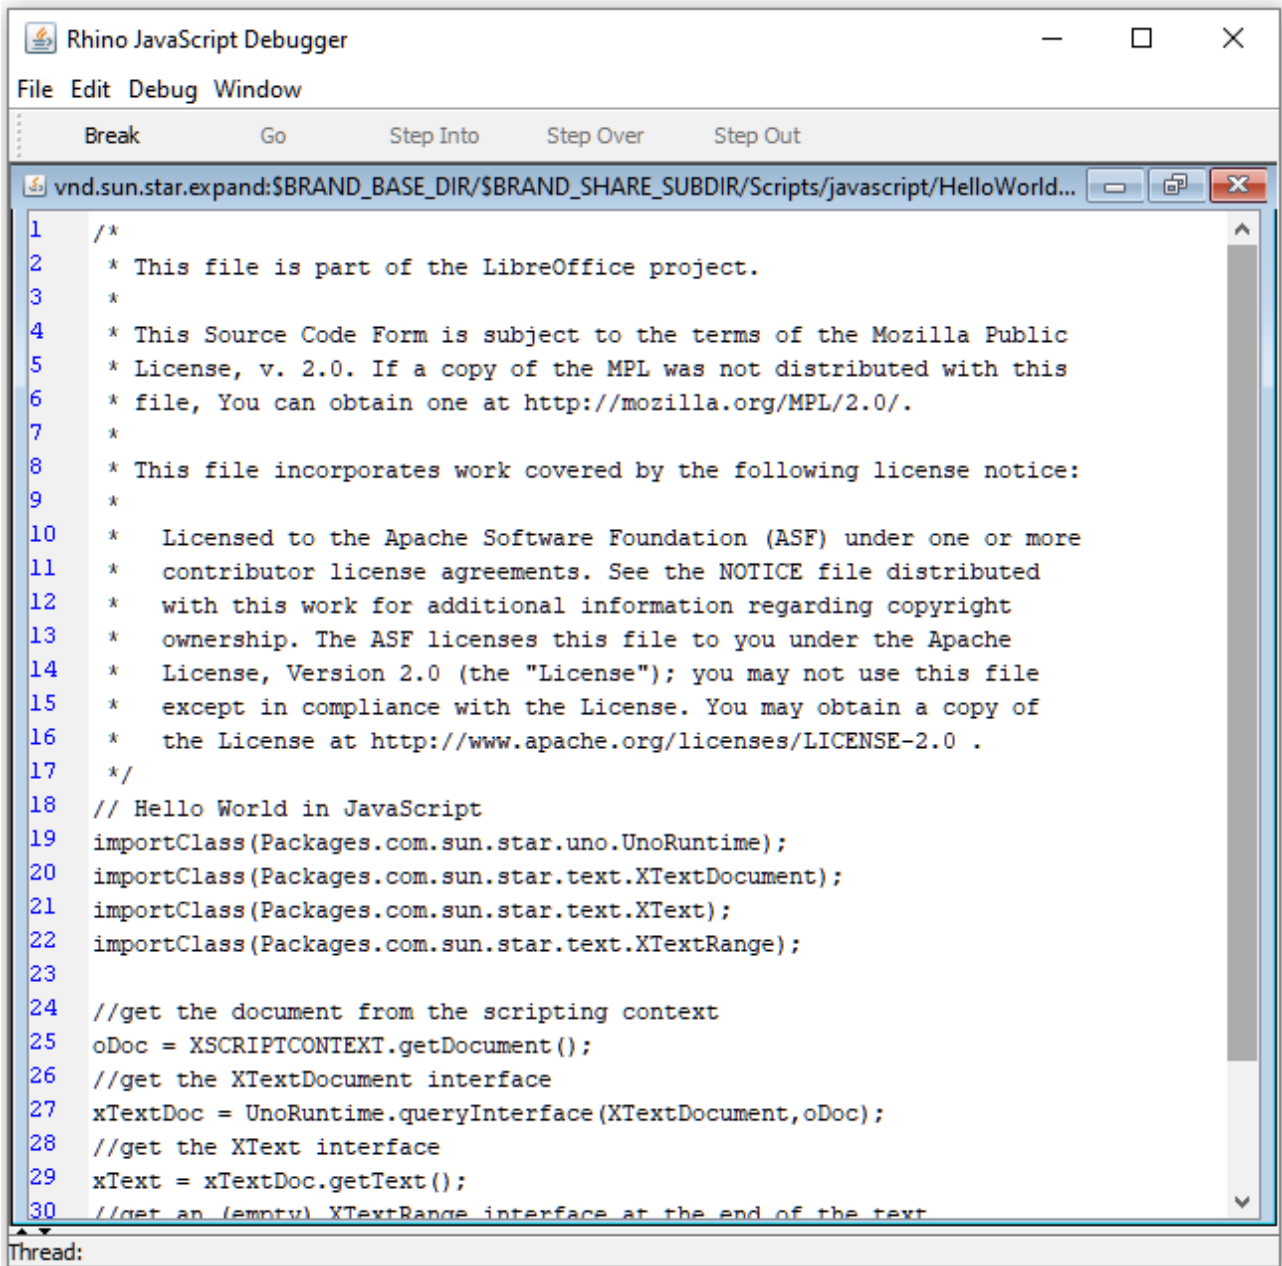 Rhino JavaScript Debugger
File Edit Debug Window
Break Go Step Into Step Over Step Out
vnd.sun.star.expand:$BRAND_BASE_DIR/$BRAND_SHARE_SUBDIR/Scripts/javascript/HelloWorld...
1 /*
2  * This file is part of the LibreOffice project.
3  *
4  * This Source Code Form is subject to the terms of the Mozilla Public
5  * License, v. 2.0. If a copy of the MPL was not distributed with this
6  * file, You can obtain one at http://mozilla.org/MPL/2.0/.
7  *
8  * This file incorporates work covered by the following license notice:
9  *
10  *   Licensed to the Apache Software Foundation (ASF) under one or more
11  *   contributor license agreements. See the NOTICE file distributed
12  *   with this work for additional information regarding copyright
13  *   ownership. The ASF licenses this file to you under the Apache
14  *   License, Version 2.0 (the "License"); you may not use this file
15  *   except in compliance with the License. You may obtain a copy of
16  *   the License at http://www.apache.org/licenses/LICENSE-2.0 .
17  */
18 // Hello World in JavaScript
19 importClass(Packages.com.sun.star.uno.UnoRuntime);
20 importClass(Packages.com.sun.star.text.XTextDocument);
21 importClass(Packages.com.sun.star.text.XText);
22 importClass(Packages.com.sun.star.text.XTextRange);
23
24 //get the document from the scripting context
25 oDoc = XSCRIPTCONTEXT.getDocument();
26 //get the XTextDocument interface
27 xTextDoc = UnoRuntime.queryInterface(XTextDocument,oDoc);
28 //get the XText interface
29 xText = xTextDoc.getText();
30 //get an (empty) XTextRange interface at the end of the text
Thread: